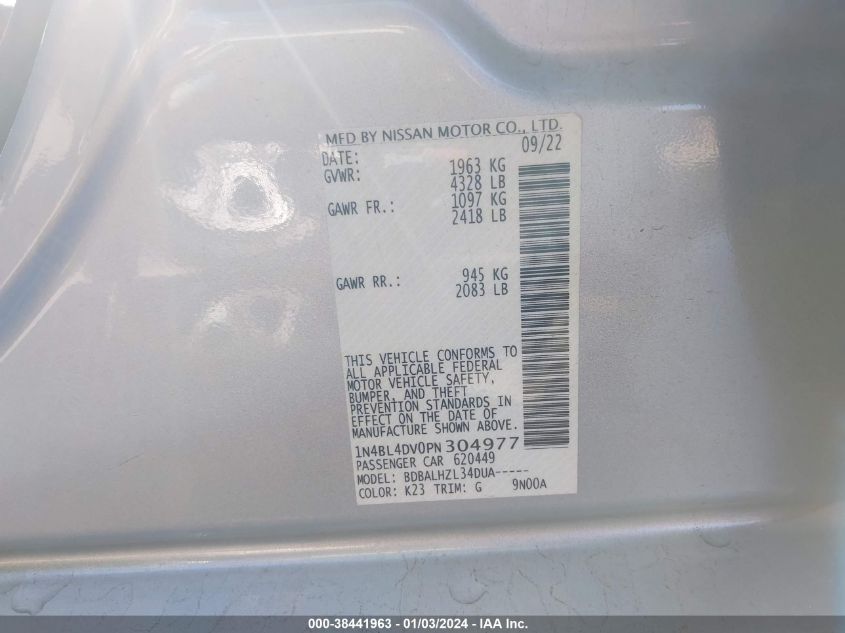 MFD BY NISSAN MOTOR CO., LTD.
DATE: 09/22
GVWR: 1963 KG
4328 LB
GAWR FR.: 1097 KG
2418 LB
GAWR RR.: 945 KG
2083 LB
THIS VEHICLE CONFORMS TO
ALL APPLICABLE FEDERAL
MOTOR VEHICLE SAFETY,
BUMPER, AND THEFT
PREVENTION STANDARDS IN
EFFECT ON THE DATE OF
MANUFACTURE SHOWN ABOVE.
1N4BL4DV0PN304977
PASSENGER CAR 620449
MODEL: BDBALHZL34DUA-----
COLOR: K23 TRIM: G 9N00A
000-38441963 - 01/03/2024 - IAA Inc.